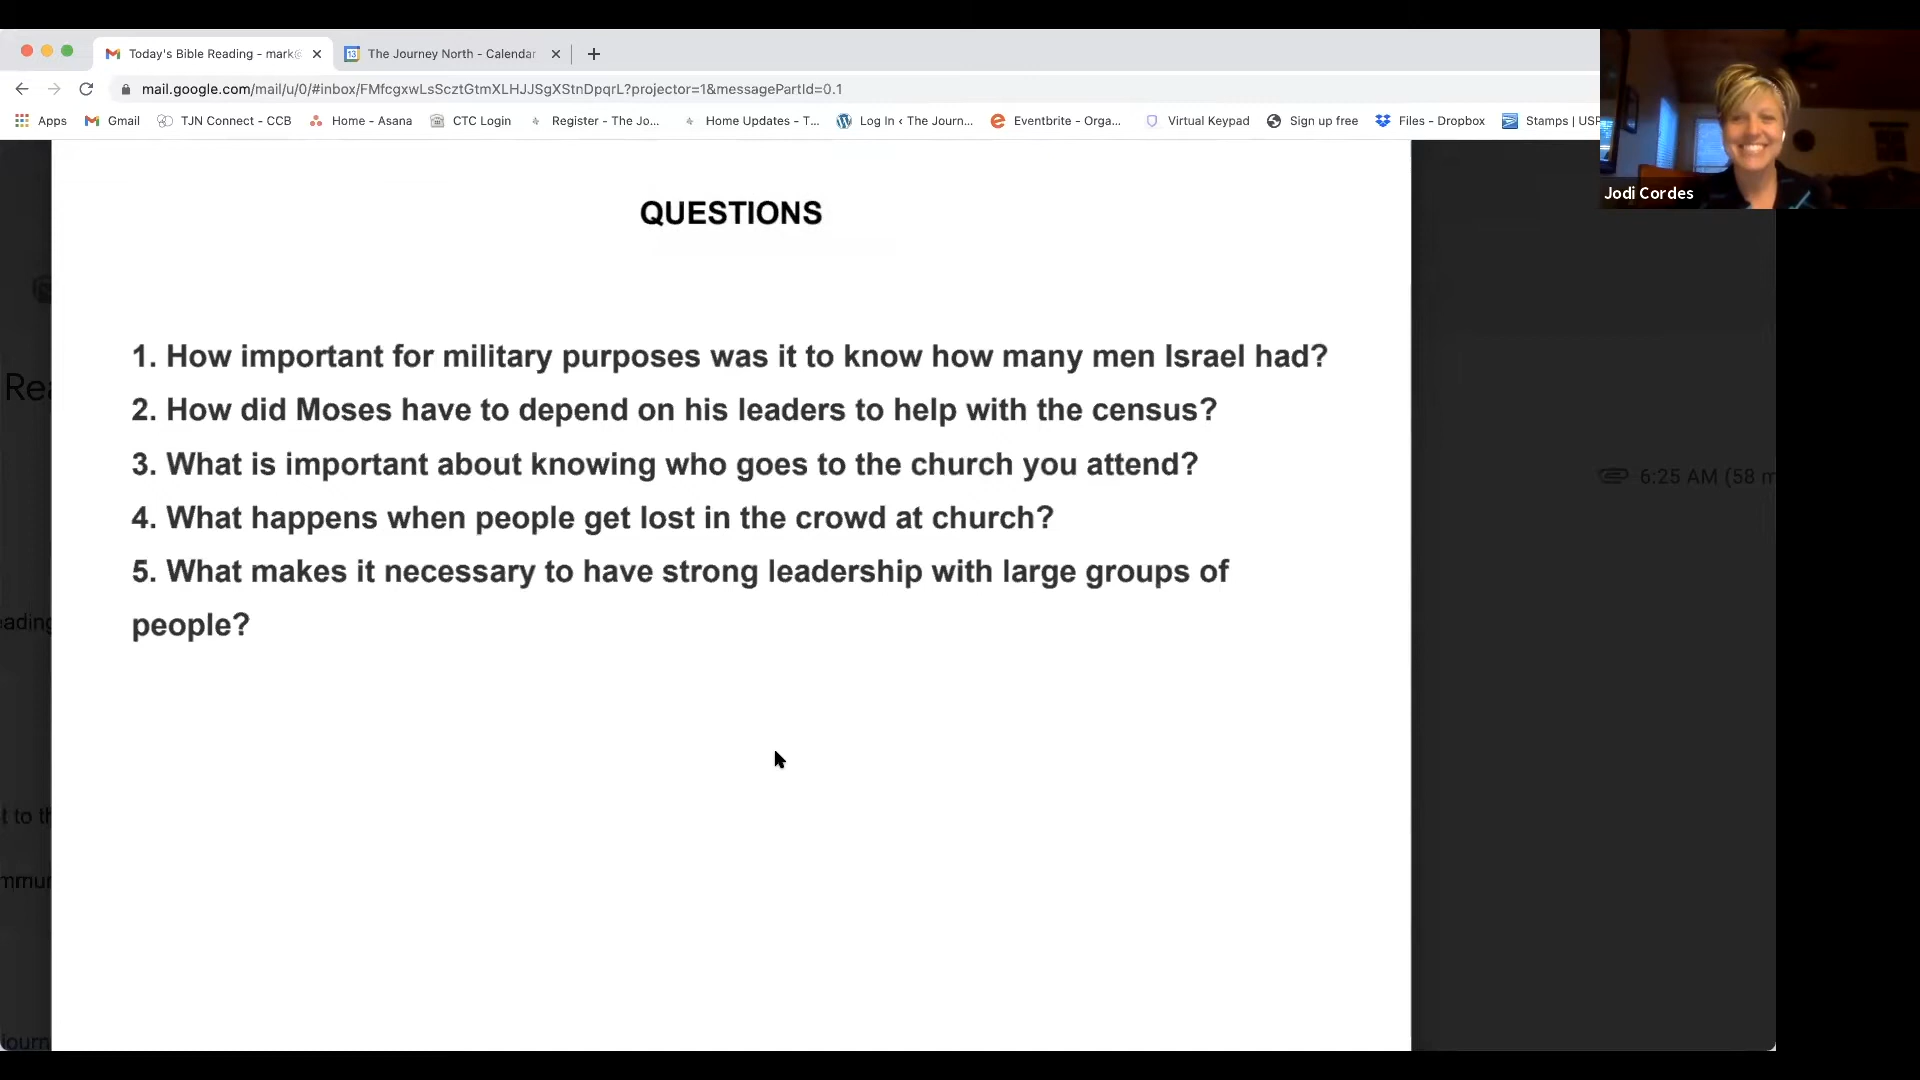 Today's Bible Reading - mark@
The Journey North - Calendar
mail.google.com/mail/u/0/#inbox/FMfcgxwLsScztGtmXLHJJSgXStnDpqrL?projector=1&messagePartId=0.1
Apps Gmail TJN Connect - CCB Home - Asana CTC Login Register - The Jo... Home Updates - T... Log In ‹ The Journ... Eventbrite - Orga... Virtual Keypad Sign up free Files - Dropbox Stamps | USP
Jodi Cordes
QUESTIONS
1. How important for military purposes was it to know how many men Israel had?
2. How did Moses have to depend on his leaders to help with the census?
3. What is important about knowing who goes to the church you attend?
4. What happens when people get lost in the crowd at church?
5. What makes it necessary to have strong leadership with large groups of
people?
6:25 AM (58 m